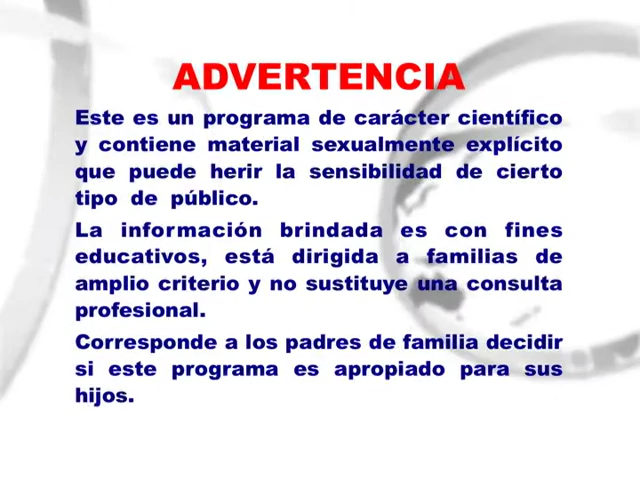 ADVERTENCIA
Este es un programa de carácter científico
y contiene material sexualmente explícito
que puede herir la sensibilidad de cierto
tipo de público.
La información brindada es con fines
educativos, está dirigida a familias de
amplio criterio y no sustituye una consulta
profesional.
Corresponde a los padres de familia decidir
si este programa es apropiado para sus
hijos.